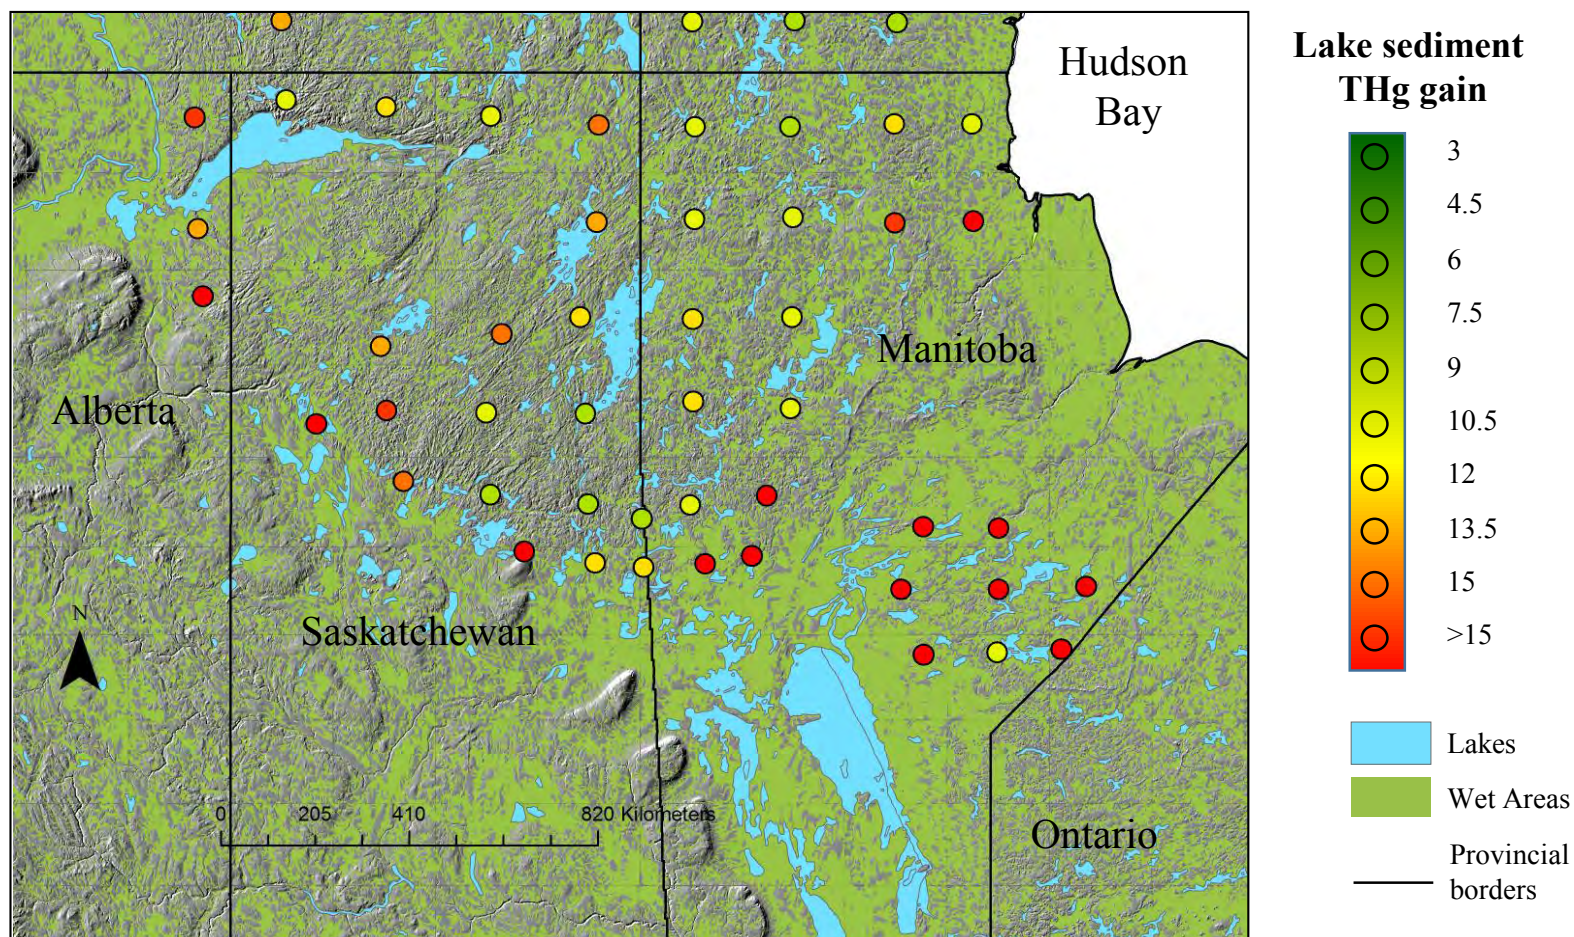 Hudson
Bay
Manitoba
Alberta
N
Saskatchewan
0 205 410 820 Kilometers
Ontario
Lake sediment
THg gain
3
4.5
6
7.5
9
10.5
12
13.5
15
>15
Lakes
Wet Areas
Provincial
borders